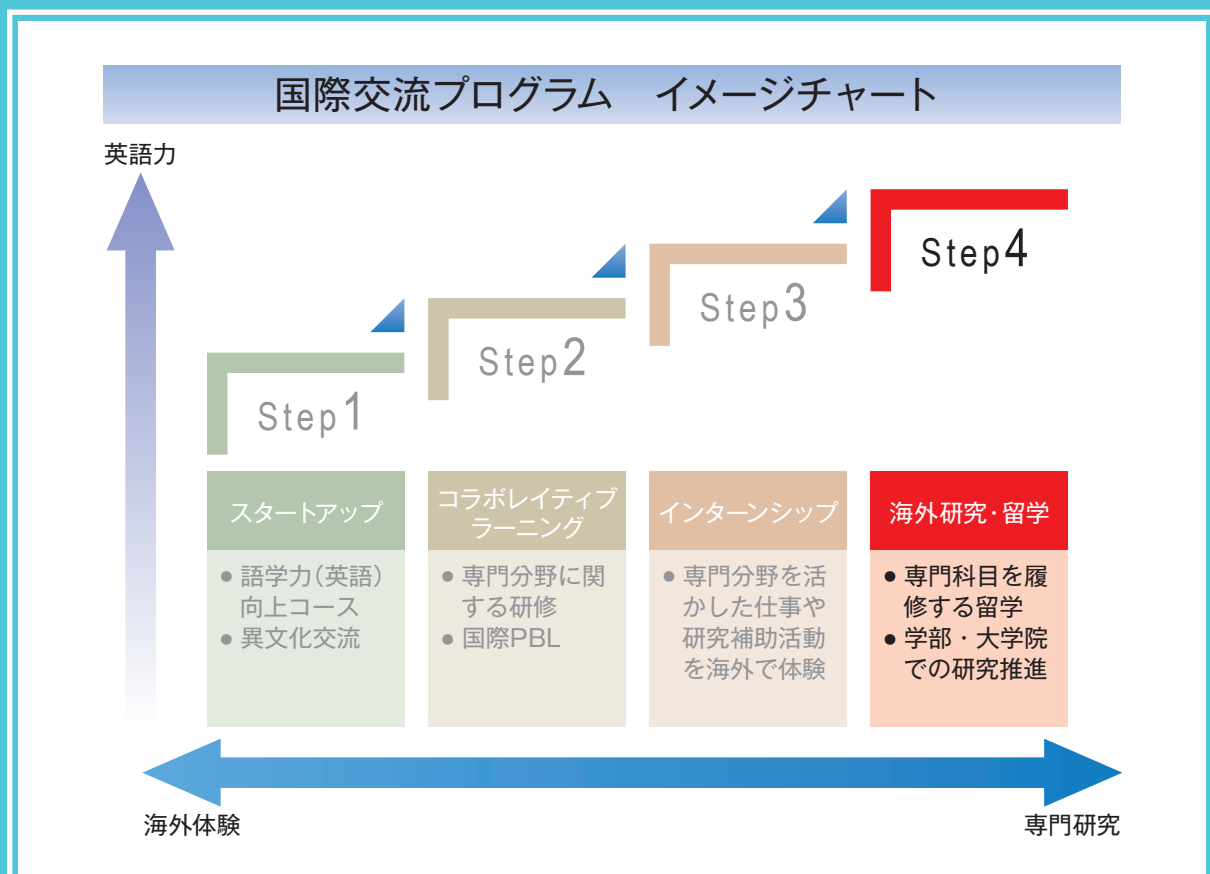 国際交流プログラム　イメージチャート
英語力
Step1
Step2
Step3
Step4
スタートアップ
● 語学力(英語)
向上コース
● 異文化交流
コラボレイティブ
ラーニング
● 専門分野に関
する研修
● 国際PBL
インターンシップ
● 専門分野を活
かした仕事や
研究補助活動
を海外で体験
海外研究・留学
● 専門科目を履
修する留学
● 学部・大学院
での研究推進
海外体験
専門研究